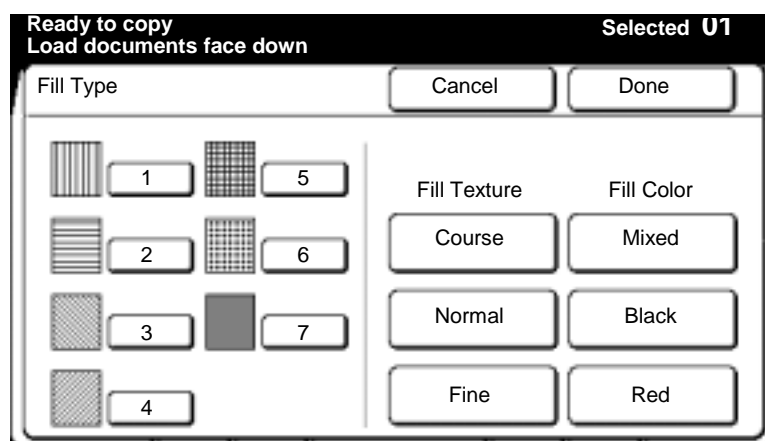 Ready to copy
Load documents face down
Selected 01
Fill Type
Cancel
Done
1
5
2
6
3
7
4
Fill Texture
Fill Color
Course
Mixed
Normal
Black
Fine
Red